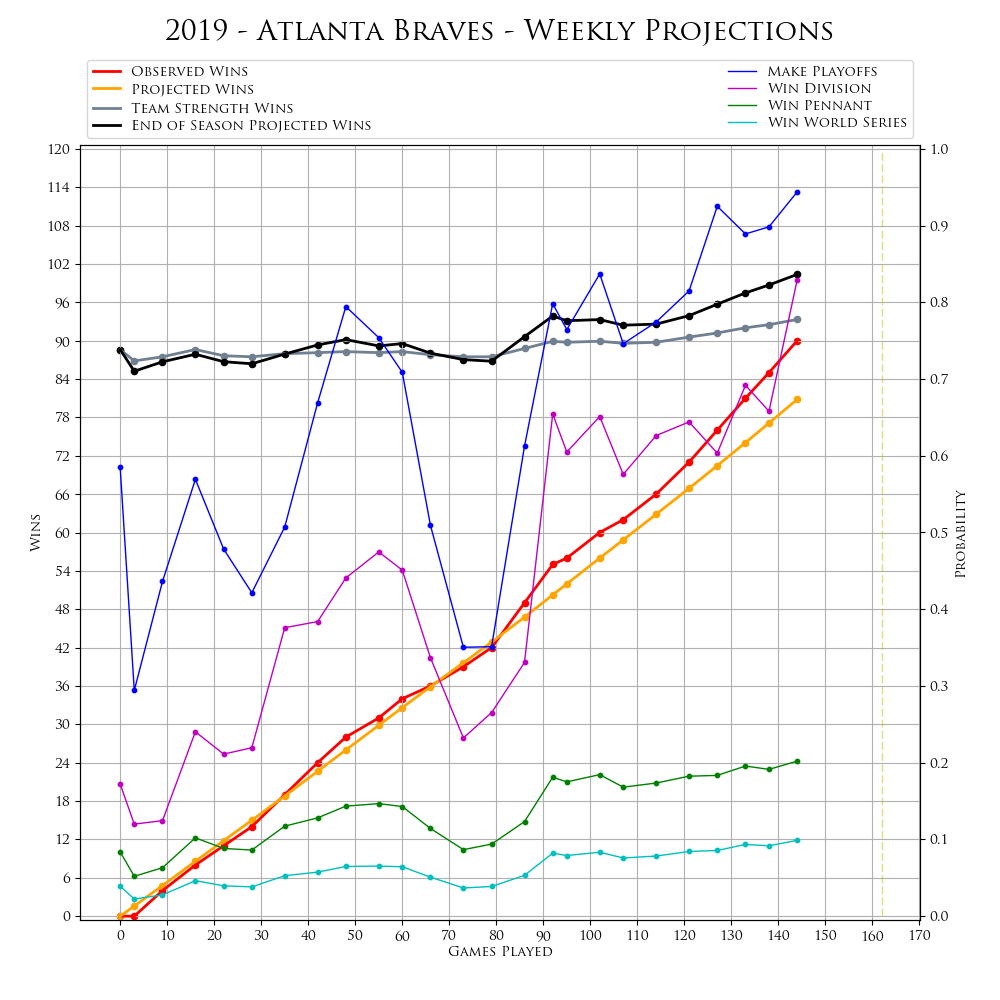 2019 - Atlanta Braves - Weekly Projections
Observed Wins
Projected Wins
Team Strength Wins
End of Season Projected Wins
Make Playoffs
Win Division
Win Pennant
Win World Series
120
114
108
102
96
90
84
78
72
66
60
54
48
42
36
30
24
18
12
6
0
Wins
1.0
0.9
0.8
0.7
0.6
0.5
0.4
0.3
0.2
0.1
0.0
Probability
0 10 20 30 40 50 60 70 80 90 100 110 120 130 140 150 160 170
Games Played